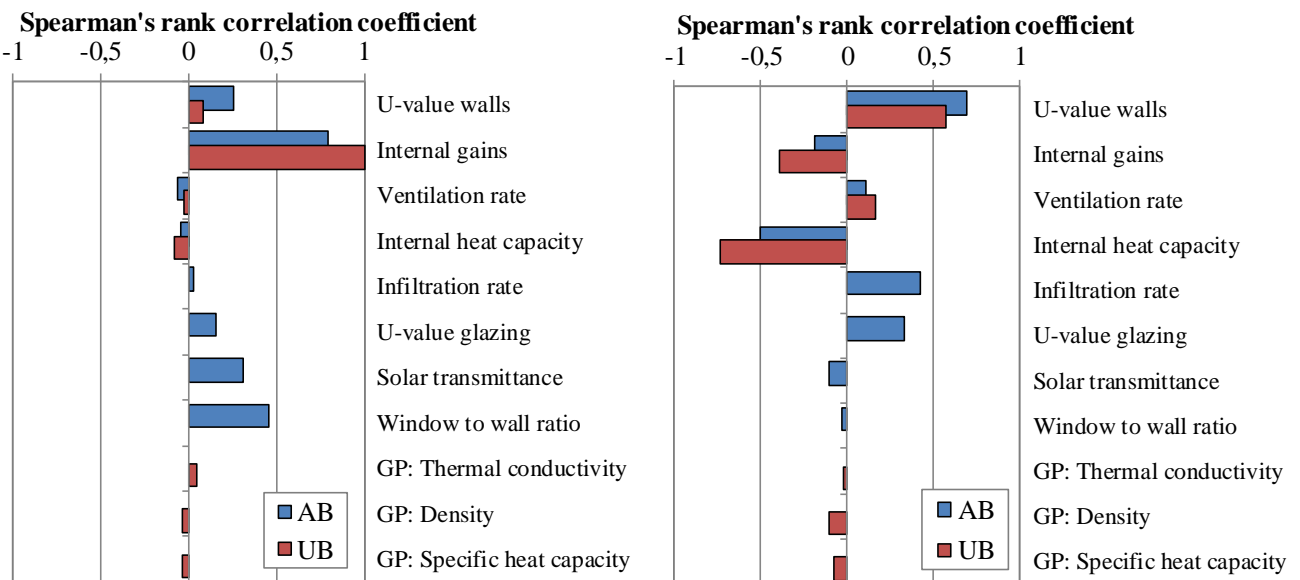 Spearman's rank correlation coefficient
-1 -0,5 0 0,5 1
U-value walls
Internal gains
Ventilation rate
Internal heat capacity
Infiltration rate
U-value glazing
Solar transmittance
Window to wall ratio
GP: Thermal conductivity
GP: Density
GP: Specific heat capacity
AB
UB
Spearman's rank correlation coefficient
-1 -0,5 0 0,5 1
U-value walls
Internal gains
Ventilation rate
Internal heat capacity
Infiltration rate
U-value glazing
Solar transmittance
Window to wall ratio
GP: Thermal conductivity
GP: Density
GP: Specific heat capacity
AB
UB